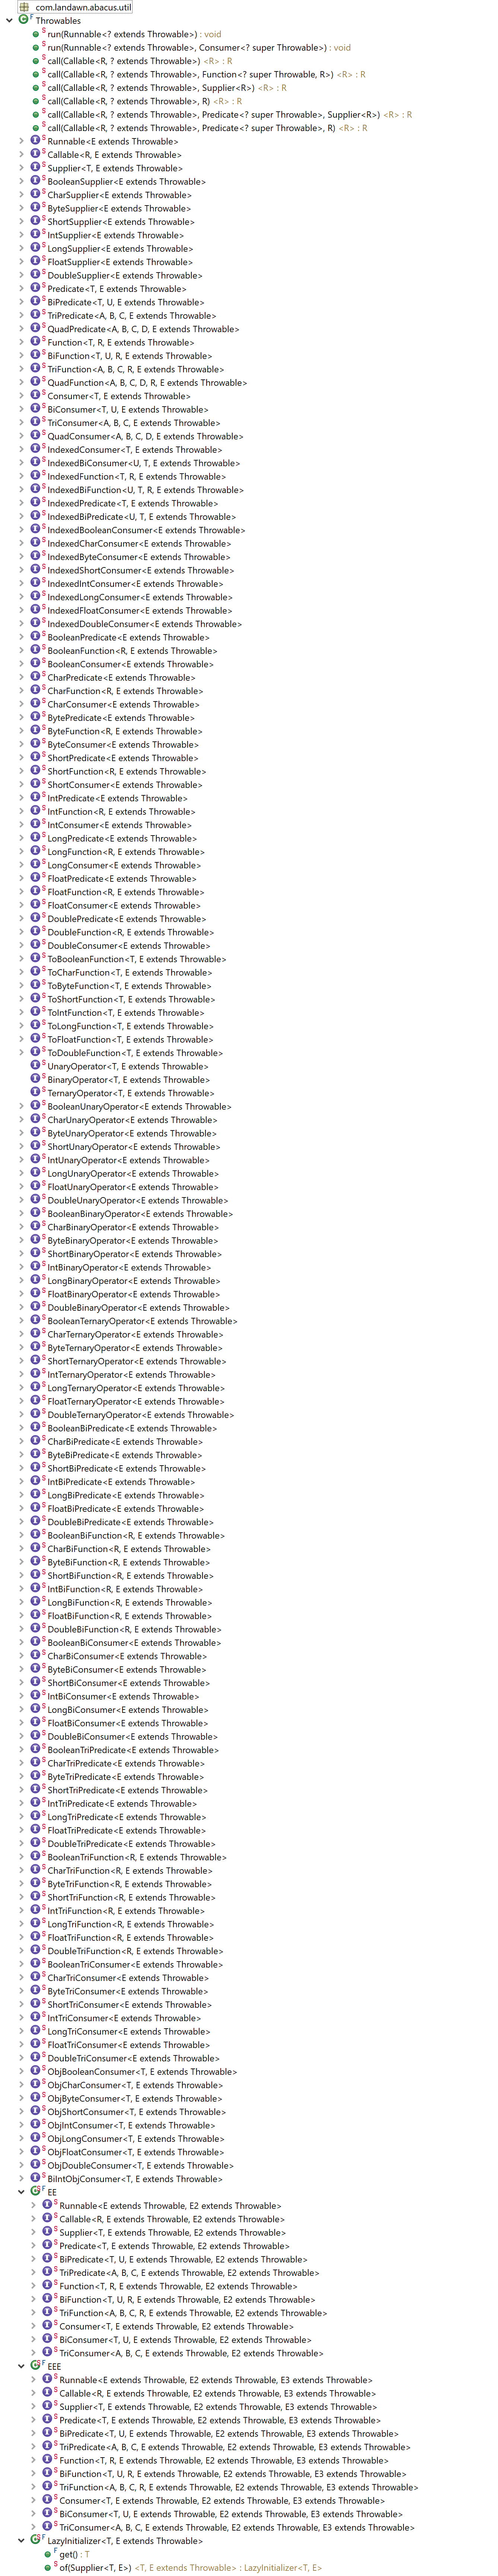 com.landawn.abacus.util
Throwables
run(Runnable<? extends Throwable>) : void
run(Runnable<? extends Throwable>, Consumer<? super Throwable>) : void
call(Callable<R, ? extends Throwable>) <R> : R
call(Callable<R, ? extends Throwable>, Function<? super Throwable, R>) <R> : R
call(Callable<R, ? extends Throwable>, Supplier<R>) <R> : R
call(Callable<R, ? extends Throwable>, R) <R> : R
call(Callable<R, ? extends Throwable>, Predicate<? super Throwable>, Supplier<R>) <R> : R
call(Callable<R, ? extends Throwable>, Predicate<? super Throwable>, R) <R> : R
Runnable<E extends Throwable>
Callable<R, E extends Throwable>
Supplier<T, E extends Throwable>
BooleanSupplier<E extends Throwable>
CharSupplier<E extends Throwable>
ByteSupplier<E extends Throwable>
ShortSupplier<E extends Throwable>
IntSupplier<E extends Throwable>
LongSupplier<E extends Throwable>
FloatSupplier<E extends Throwable>
DoubleSupplier<E extends Throwable>
Predicate<T, E extends Throwable>
BiPredicate<T, U, E extends Throwable>
TriPredicate<A, B, C, E extends Throwable>
QuadPredicate<A, B, C, D, E extends Throwable>
Function<T, R, E extends Throwable>
BiFunction<T, U, R, E extends Throwable>
TriFunction<A, B, C, R, E extends Throwable>
QuadFunction<A, B, C, D, R, E extends Throwable>
Consumer<T, E extends Throwable>
BiConsumer<T, U, E extends Throwable>
TriConsumer<A, B, C, E extends Throwable>
QuadConsumer<A, B, C, D, E extends Throwable>
IndexedConsumer<T, E extends Throwable>
IndexedBiConsumer<U, T, E extends Throwable>
IndexedFunction<T, R, E extends Throwable>
IndexedBiFunction<U, T, R, E extends Throwable>
IndexedPredicate<T, E extends Throwable>
IndexedBiPredicate<U, T, E extends Throwable>
IndexedBooleanConsumer<E extends Throwable>
IndexedCharConsumer<E extends Throwable>
IndexedByteConsumer<E extends Throwable>
IndexedShortConsumer<E extends Throwable>
IndexedIntConsumer<E extends Throwable>
IndexedLongConsumer<E extends Throwable>
IndexedFloatConsumer<E extends Throwable>
IndexedDoubleConsumer<E extends Throwable>
BooleanPredicate<E extends Throwable>
BooleanFunction<R, E extends Throwable>
BooleanConsumer<E extends Throwable>
CharPredicate<E extends Throwable>
CharFunction<R, E extends Throwable>
CharConsumer<E extends Throwable>
BytePredicate<E extends Throwable>
ByteFunction<R, E extends Throwable>
ByteConsumer<E extends Throwable>
ShortPredicate<E extends Throwable>
ShortFunction<R, E extends Throwable>
ShortConsumer<E extends Throwable>
IntPredicate<E extends Throwable>
IntFunction<R, E extends Throwable>
IntConsumer<E extends Throwable>
LongPredicate<E extends Throwable>
LongFunction<R, E extends Throwable>
LongConsumer<E extends Throwable>
FloatPredicate<E extends Throwable>
FloatFunction<R, E extends Throwable>
FloatConsumer<E extends Throwable>
DoublePredicate<E extends Throwable>
DoubleFunction<R, E extends Throwable>
DoubleConsumer<E extends Throwable>
ToBooleanFunction<T, E extends Throwable>
ToCharFunction<T, E extends Throwable>
ToByteFunction<T, E extends Throwable>
ToShortFunction<T, E extends Throwable>
ToIntFunction<T, E extends Throwable>
ToLongFunction<T, E extends Throwable>
ToFloatFunction<T, E extends Throwable>
ToDoubleFunction<T, E extends Throwable>
UnaryOperator<T, E extends Throwable>
BinaryOperator<T, E extends Throwable>
TernaryOperator<T, E extends Throwable>
BooleanUnaryOperator<E extends Throwable>
CharUnaryOperator<E extends Throwable>
ByteUnaryOperator<E extends Throwable>
ShortUnaryOperator<E extends Throwable>
IntUnaryOperator<E extends Throwable>
LongUnaryOperator<E extends Throwable>
FloatUnaryOperator<E extends Throwable>
DoubleUnaryOperator<E extends Throwable>
BooleanBinaryOperator<E extends Throwable>
CharBinaryOperator<E extends Throwable>
ByteBinaryOperator<E extends Throwable>
ShortBinaryOperator<E extends Throwable>
IntBinaryOperator<E extends Throwable>
LongBinaryOperator<E extends Throwable>
FloatBinaryOperator<E extends Throwable>
DoubleBinaryOperator<E extends Throwable>
BooleanTernaryOperator<E extends Throwable>
CharTernaryOperator<E extends Throwable>
ByteTernaryOperator<E extends Throwable>
ShortTernaryOperator<E extends Throwable>
IntTernaryOperator<E extends Throwable>
LongTernaryOperator<E extends Throwable>
FloatTernaryOperator<E extends Throwable>
DoubleTernaryOperator<E extends Throwable>
BooleanBiPredicate<E extends Throwable>
CharBiPredicate<E extends Throwable>
ByteBiPredicate<E extends Throwable>
ShortBiPredicate<E extends Throwable>
IntBiPredicate<E extends Throwable>
LongBiPredicate<E extends Throwable>
FloatBiPredicate<E extends Throwable>
DoubleBiPredicate<E extends Throwable>
BooleanBiFunction<R, E extends Throwable>
CharBiFunction<R, E extends Throwable>
ByteBiFunction<R, E extends Throwable>
ShortBiFunction<R, E extends Throwable>
IntBiFunction<R, E extends Throwable>
LongBiFunction<R, E extends Throwable>
FloatBiFunction<R, E extends Throwable>
DoubleBiFunction<R, E extends Throwable>
BooleanBiConsumer<E extends Throwable>
CharBiConsumer<E extends Throwable>
ByteBiConsumer<E extends Throwable>
ShortBiConsumer<E extends Throwable>
IntBiConsumer<E extends Throwable>
LongBiConsumer<E extends Throwable>
FloatBiConsumer<E extends Throwable>
DoubleBiConsumer<E extends Throwable>
BooleanTriPredicate<E extends Throwable>
CharTriPredicate<E extends Throwable>
ByteTriPredicate<E extends Throwable>
ShortTriPredicate<E extends Throwable>
IntTriPredicate<E extends Throwable>
LongTriPredicate<E extends Throwable>
FloatTriPredicate<E extends Throwable>
DoubleTriPredicate<E extends Throwable>
BooleanTriFunction<R, E extends Throwable>
CharTriFunction<R, E extends Throwable>
ByteTriFunction<R, E extends Throwable>
ShortTriFunction<R, E extends Throwable>
IntTriFunction<R, E extends Throwable>
LongTriFunction<R, E extends Throwable>
FloatTriFunction<R, E extends Throwable>
DoubleTriFunction<R, E extends Throwable>
BooleanTriConsumer<E extends Throwable>
CharTriConsumer<E extends Throwable>
ByteTriConsumer<E extends Throwable>
ShortTriConsumer<E extends Throwable>
IntTriConsumer<E extends Throwable>
LongTriConsumer<E extends Throwable>
FloatTriConsumer<E extends Throwable>
DoubleTriConsumer<E extends Throwable>
ObjBooleanConsumer<T, E extends Throwable>
ObjCharConsumer<T, E extends Throwable>
ObjByteConsumer<T, E extends Throwable>
ObjShortConsumer<T, E extends Throwable>
ObjIntConsumer<T, E extends Throwable>
ObjLongConsumer<T, E extends Throwable>
ObjFloatConsumer<T, E extends Throwable>
ObjDoubleConsumer<T, E extends Throwable>
BiIntObjConsumer<T, E extends Throwable>
EE
Runnable<E extends Throwable, E2 extends Throwable>
Callable<R, E extends Throwable, E2 extends Throwable>
Supplier<T, E extends Throwable, E2 extends Throwable>
Predicate<T, E extends Throwable, E2 extends Throwable>
BiPredicate<T, U, E extends Throwable, E2 extends Throwable>
TriPredicate<A, B, C, E extends Throwable, E2 extends Throwable>
Function<T, R, E extends Throwable, E2 extends Throwable>
BiFunction<T, U, R, E extends Throwable, E2 extends Throwable>
TriFunction<A, B, C, R, E extends Throwable, E2 extends Throwable>
Consumer<T, E extends Throwable, E2 extends Throwable>
BiConsumer<T, U, E extends Throwable, E2 extends Throwable>
TriConsumer<A, B, C, E extends Throwable, E2 extends Throwable>
EEE
Runnable<E extends Throwable, E2 extends Throwable, E3 extends Throwable>
Callable<R, E extends Throwable, E2 extends Throwable, E3 extends Throwable>
Supplier<T, E extends Throwable, E2 extends Throwable, E3 extends Throwable>
Predicate<T, E extends Throwable, E2 extends Throwable, E3 extends Throwable>
BiPredicate<T, U, E extends Throwable, E2 extends Throwable, E3 extends Throwable>
TriPredicate<A, B, C, E extends Throwable, E2 extends Throwable, E3 extends Throwable>
Function<T, R, E extends Throwable, E2 extends Throwable, E3 extends Throwable>
BiFunction<T, U, R, E extends Throwable, E2 extends Throwable, E3 extends Throwable>
TriFunction<A, B, C, R, E extends Throwable, E2 extends Throwable, E3 extends Throwable>
Consumer<T, E extends Throwable, E2 extends Throwable, E3 extends Throwable>
BiConsumer<T, U, E extends Throwable, E2 extends Throwable, E3 extends Throwable>
TriConsumer<A, B, C, E extends Throwable, E2 extends Throwable, E3 extends Throwable>
LazyInitializer<T, E extends Throwable>
get() : T
of(Supplier<T, E>) <T, E extends Throwable> : LazyInitializer<T, E>